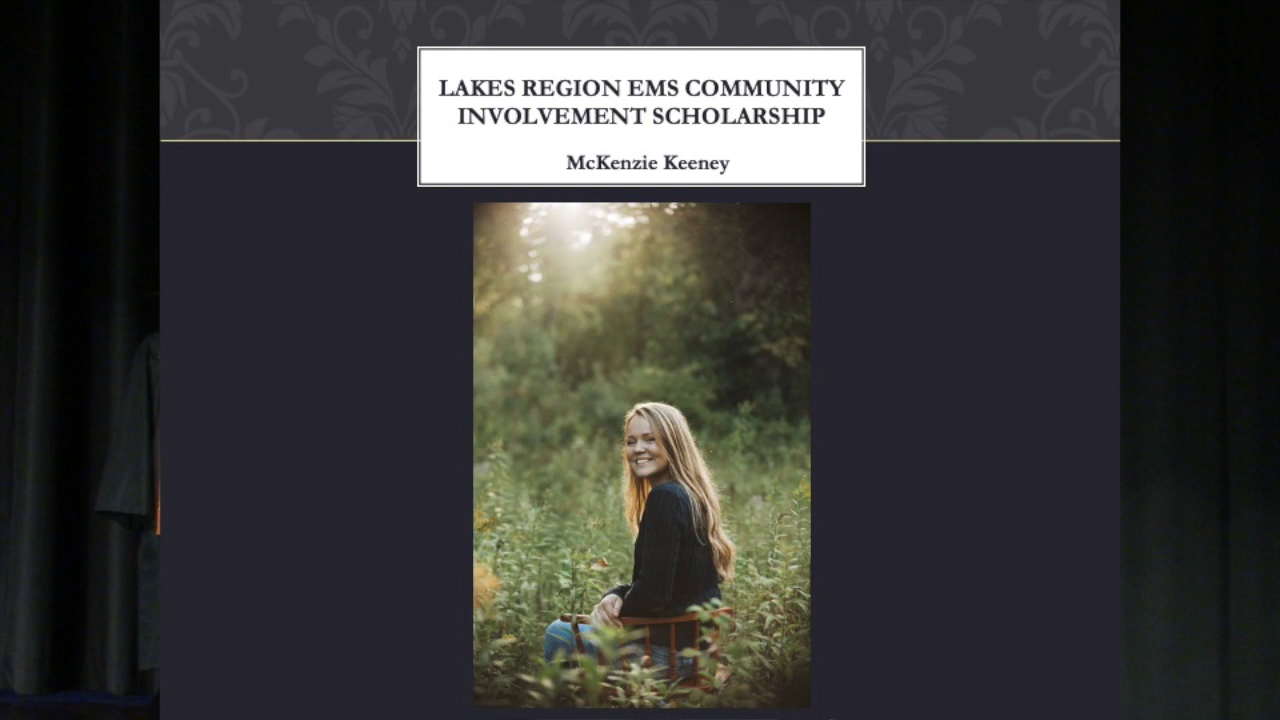 LAKES REGION EMS COMMUNITY
INVOLVEMENT SCHOLARSHIP
McKenzie Keeney